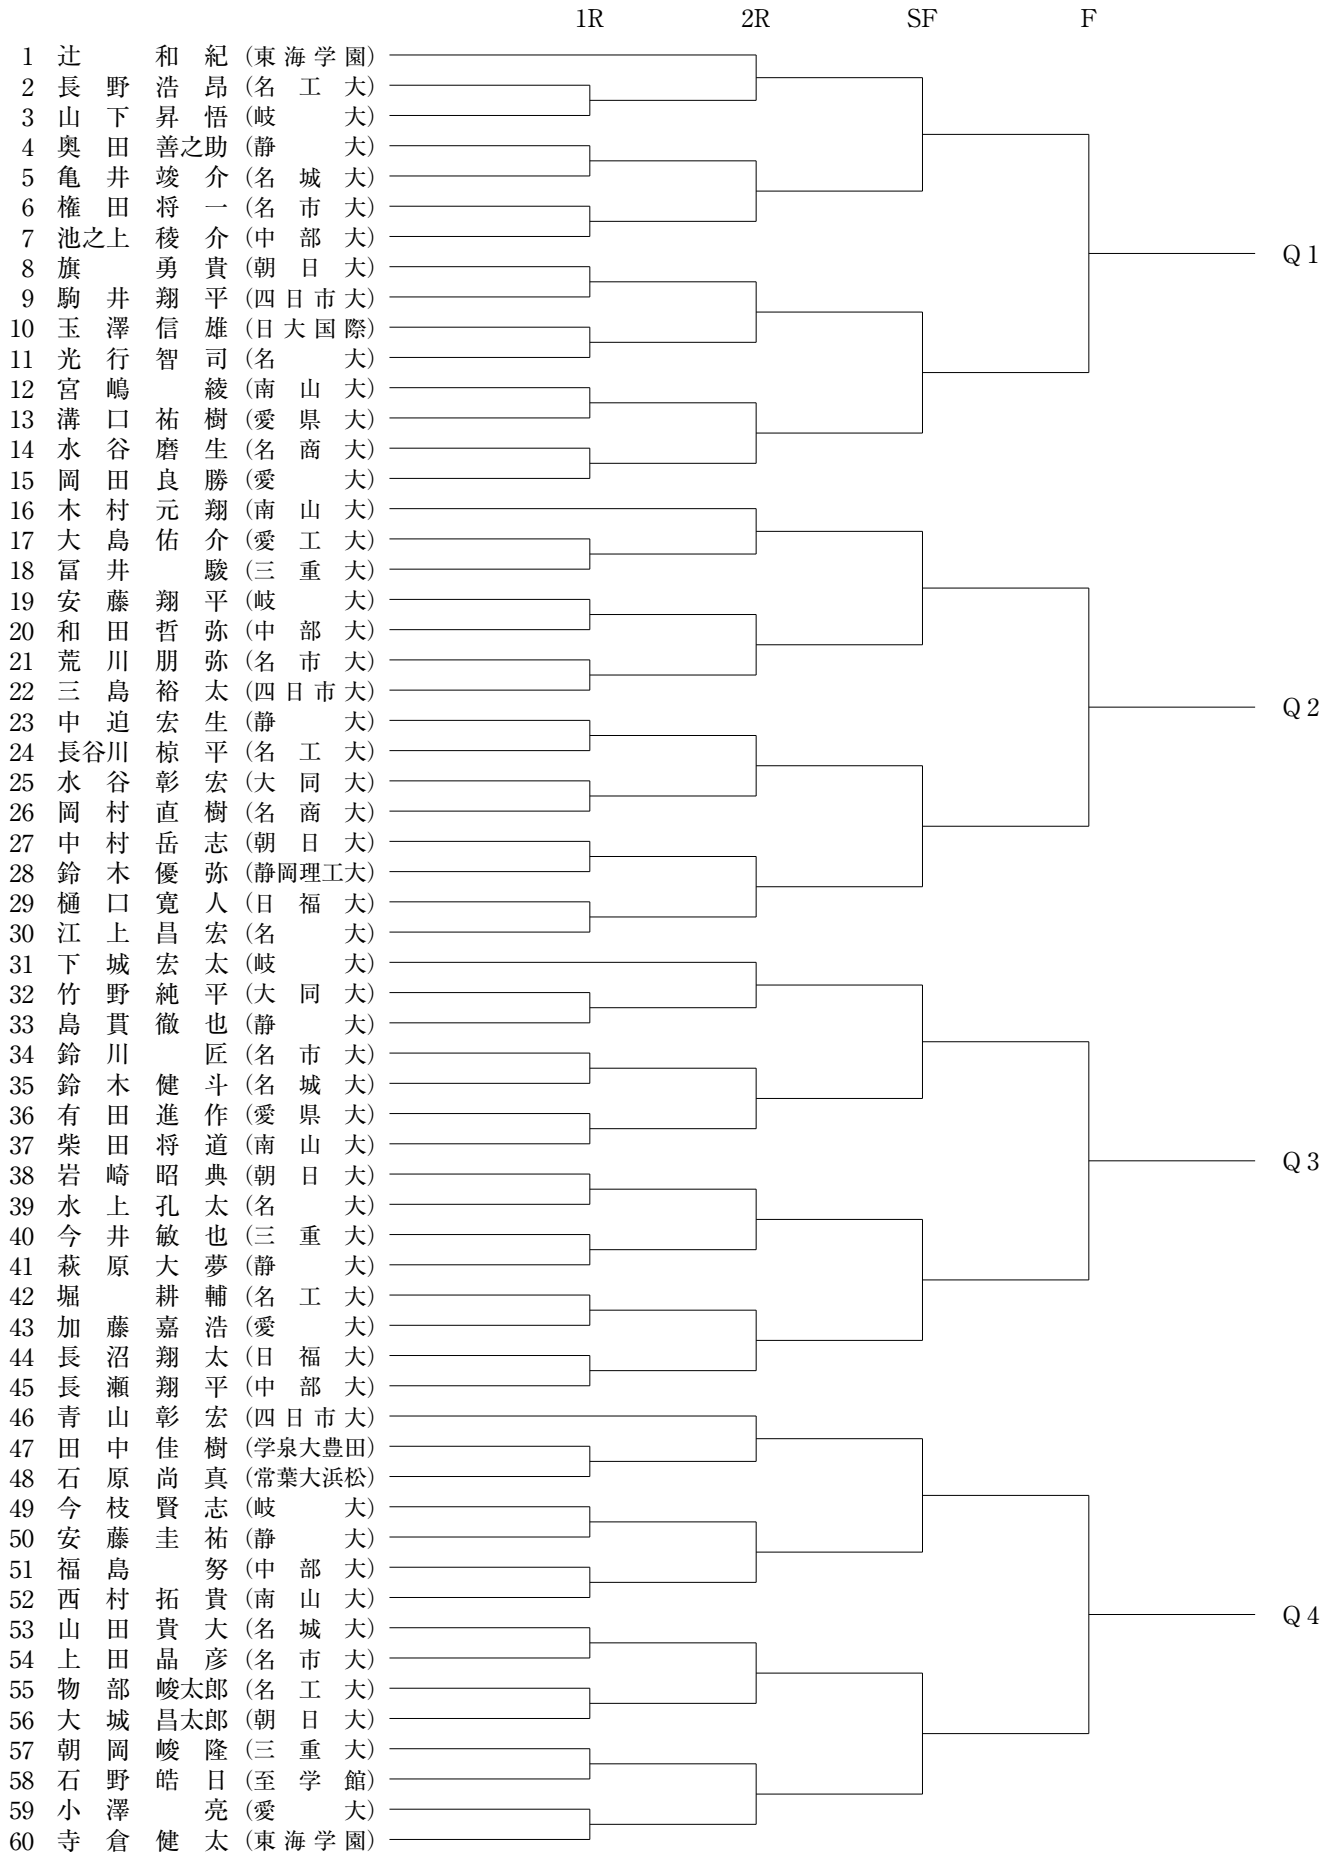 1R 2R SF F
1 辻 和紀 (東海学園)
2 長野浩昂 (名工大)
3 山下昇悟 (岐大)
4 奥田善之助 (静大)
5 亀井竣介 (名城大)
6 権田将一 (名市大)
7 池之上稜介 (中部大)
8 旗 勇貴 (朝日大)
9 駒井翔平 (四日市大)
10 玉澤信雄 (日大国際)
11 光行智司 (名大)
12 宮嶋 綾 (南山大)
13 溝口祐樹 (愛県大)
14 水谷磨生 (名商大)
15 岡田良勝 (愛大)
16 木村元翔 (南山大)
17 大島佑介 (愛工大)
18 冨井 駿 (三重大)
19 安藤翔平 (岐大)
20 和田哲弥 (中部大)
21 荒川朋弥 (名市大)
22 三島裕太 (四日市大)
23 中迫宏生 (静大)
24 長谷川椋平 (名工大)
25 水谷彰宏 (大同大)
26 岡村直樹 (名商大)
27 中村岳志 (朝日大)
28 鈴木優弥 (静岡理工大)
29 樋口寛人 (日福大)
30 江上昌宏 (名大)
31 下城宏太 (岐大)
32 竹野純平 (大同大)
33 島貫徹也 (静大)
34 鈴川 匠 (名市大)
35 鈴木健斗 (名城大)
36 有田進作 (愛県大)
37 柴田将道 (南山大)
38 岩崎昭典 (朝日大)
39 水上孔太 (名大)
40 今井敏也 (三重大)
41 萩原大夢 (静大)
42 堀 耕輔 (名工大)
43 加藤嘉浩 (愛大)
44 長沼翔太 (日福大)
45 長瀬翔平 (中部大)
46 青山彰宏 (四日市大)
47 田中佳樹 (学泉大豊田)
48 石原尚真 (常葉大浜松)
49 今枝賢志 (岐大)
50 安藤圭祐 (静大)
51 福島 努 (中部大)
52 西村拓貴 (南山大)
53 山田貴大 (名城大)
54 上田晶彦 (名市大)
55 物部峻太郎 (名工大)
56 大城昌太郎 (朝日大)
57 朝岡峻隆 (三重大)
58 石野皓日 (至学館)
59 小澤 亮 (愛大)
60 寺倉健太 (東海学園)
Q1
Q2
Q3
Q4